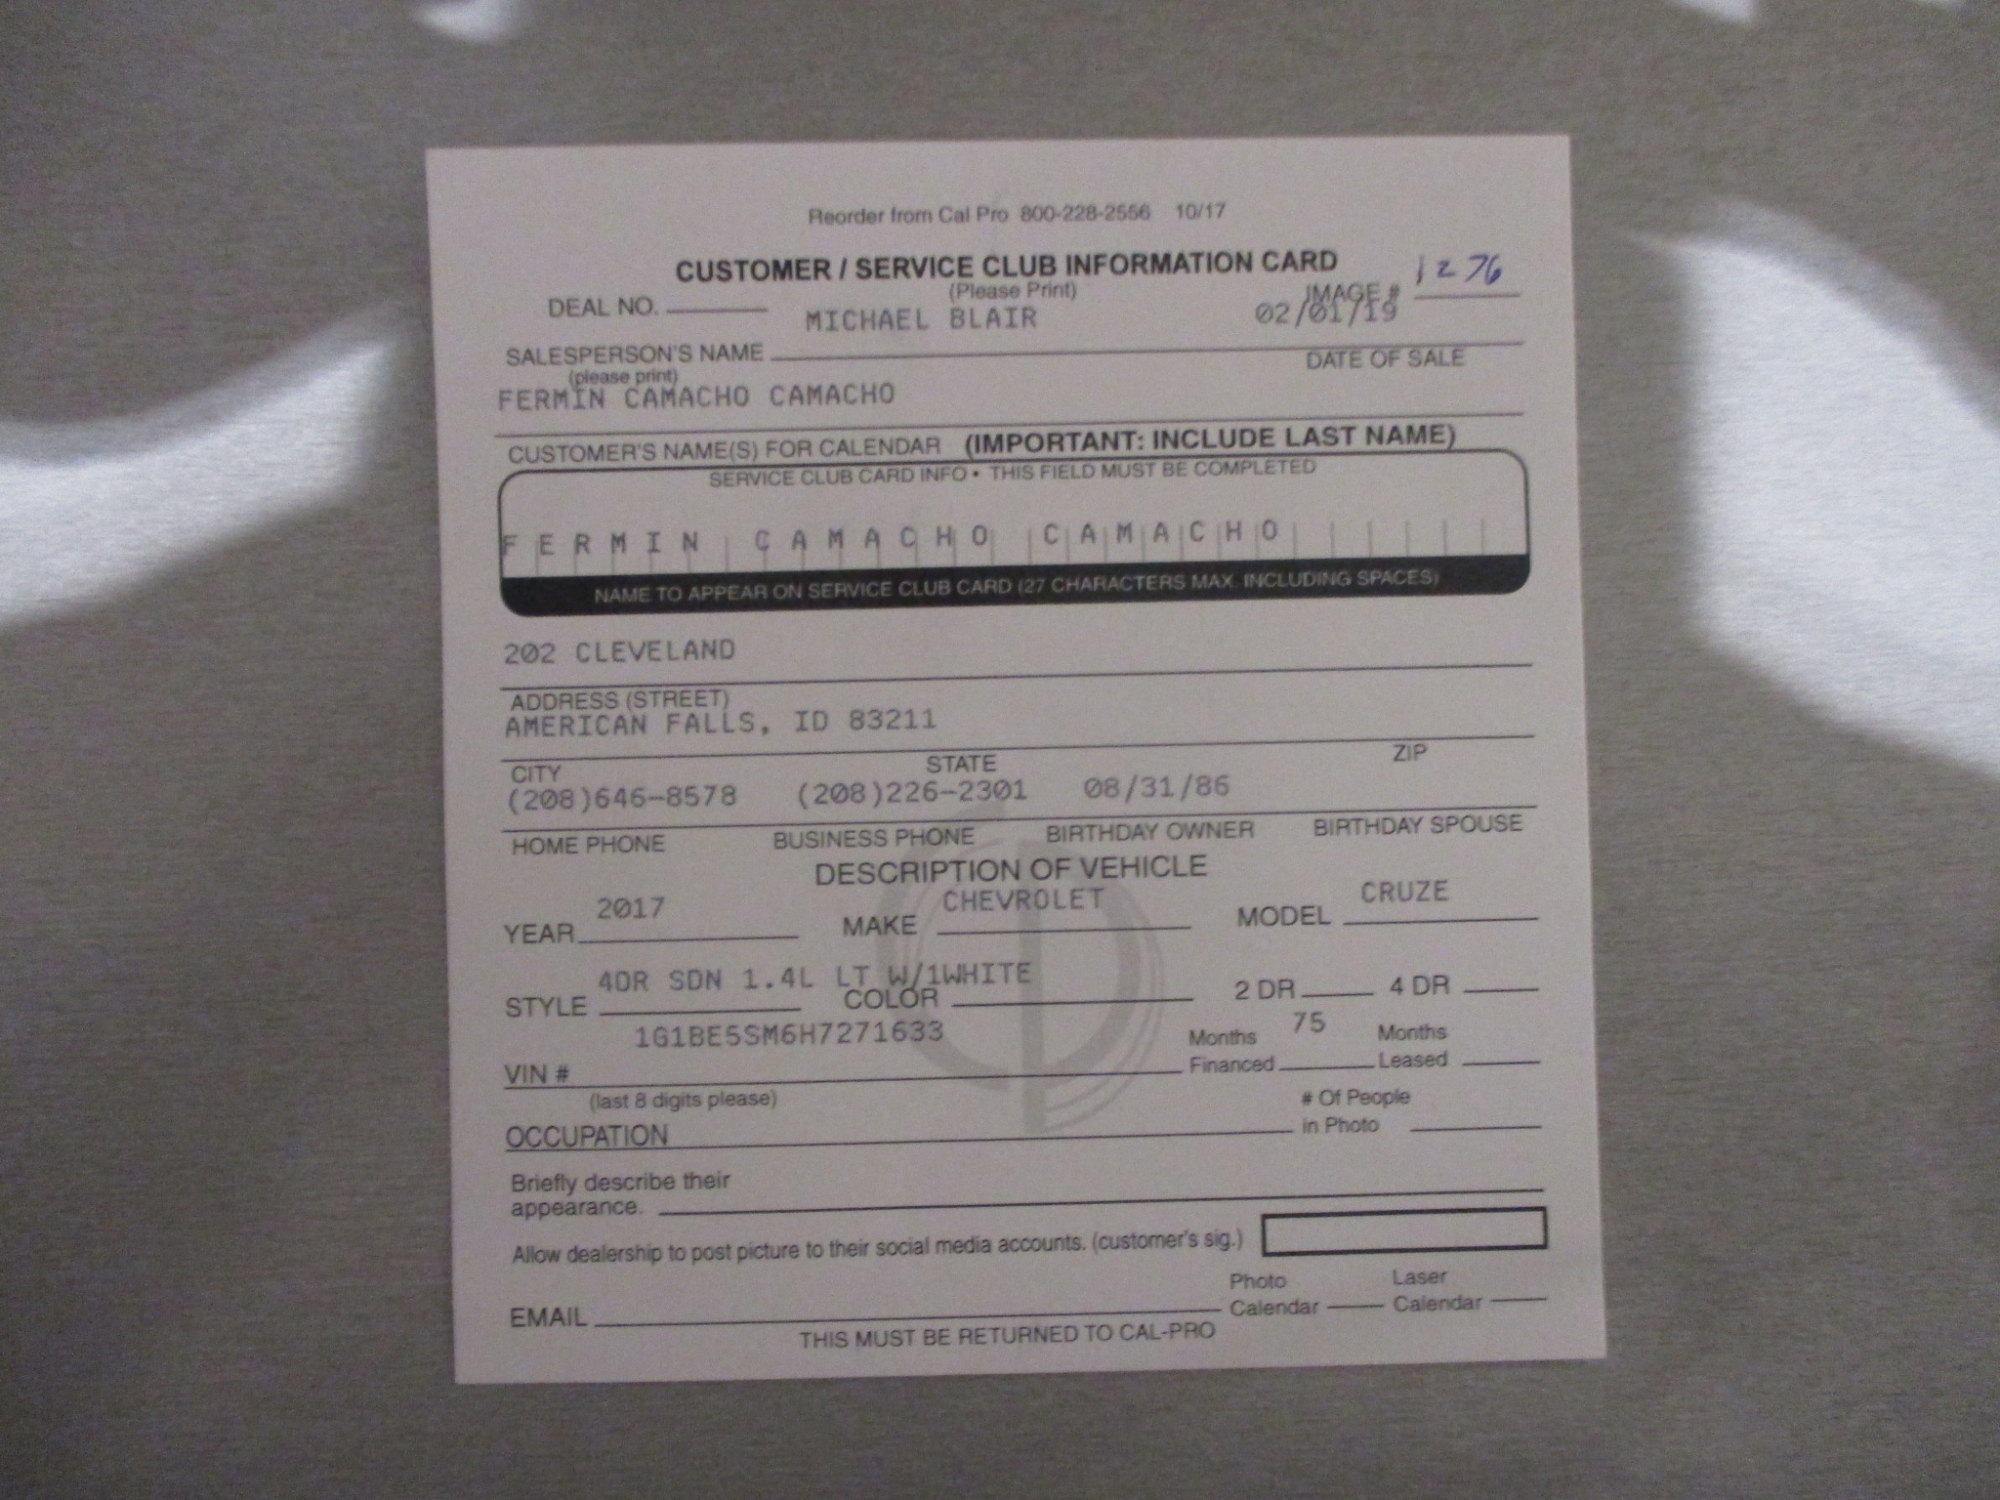 Reorder from Cal Pro 800-228-2556 10/17
CUSTOMER / SERVICE CLUB INFORMATION CARD 1276
(Please Print) IMAGE #
DEAL NO. MICHAEL BLAIR 02/01/19
SALESPERSON'S NAME DATE OF SALE
(please print)
FERMIN CAMACHO CAMACHO
CUSTOMER'S NAME(S) FOR CALENDAR (IMPORTANT: INCLUDE LAST NAME)
SERVICE CLUB CARD INFO • THIS FIELD MUST BE COMPLETED
FERMIN CAMACHO CAMACHO
NAME TO APPEAR ON SERVICE CLUB CARD (27 CHARACTERS MAX. INCLUDING SPACES)
202 CLEVELAND
ADDRESS (STREET)
AMERICAN FALLS, ID 83211
CITY STATE ZIP
(208)646-8578 (208)226-2301 08/31/86
HOME PHONE BUSINESS PHONE BIRTHDAY OWNER BIRTHDAY SPOUSE
DESCRIPTION OF VEHICLE
YEAR 2017 MAKE CHEVROLET MODEL CRUZE
4DR SDN 1.4L LT W/1WHITE
STYLE COLOR 2 DR 4 DR
1G1BE5SM6H7271633 Months 75 Months
VIN # Financed Leased
(last 8 digits please) # Of People
OCCUPATION in Photo
Briefly describe their
appearance.
Allow dealership to post picture to their social media accounts. (customer's sig.)
Photo Laser
EMAIL Calendar Calendar
THIS MUST BE RETURNED TO CAL-PRO